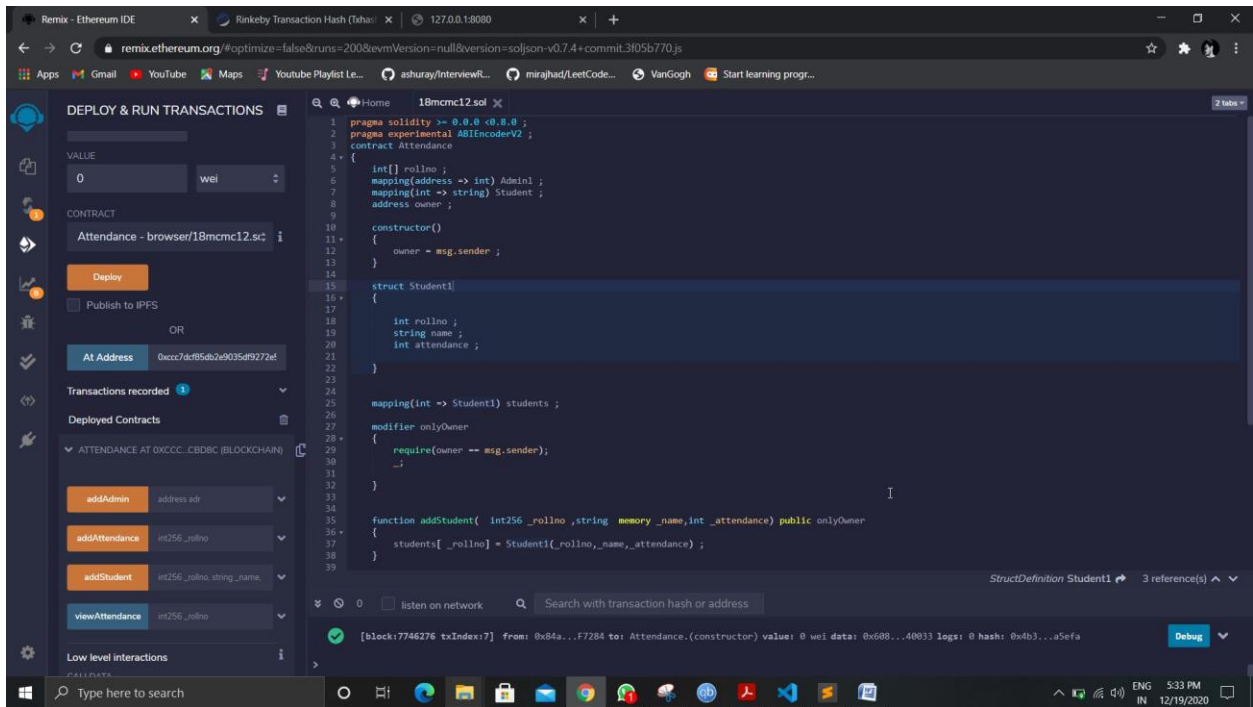 Remix - Ethereum IDE
Rinkeby Transaction Hash (Txhas
127.0.0.1:8080
remix.ethereum.org/#optimize=false&runs=200&evmVersion=null&version=soljson-v0.7.4+commit.3f05b770.js
Apps Gmail YouTube Maps Youtube Playlist Le... ashuray/InterviewR... mirajhad/LeetCode... VanGogh Start learning progr...
DEPLOY & RUN TRANSACTIONS
VALUE
0 wei
CONTRACT
Attendance - browser/18mcmc12.sc i
Deploy
Publish to IPFS
OR
At Address 0xccc7dcf85db2e9035df9272e
Transactions recorded 1
Deployed Contracts
ATTENDANCE AT 0XCCC...CBD8C (BLOCKCHAIN)
addAdmin address adr
addAttendance int256 _rollno
addStudent int256 _rollno, string _name,
viewAttendance int256 _rollno
Low level interactions i
CALLDATA
Home 18mcmc12.sol 2 tabs
1 pragma solidity >= 0.0.0 <0.8.0 ;
2 pragma experimental ABIEncoderV2 ;
3 contract Attendance
4 {
5 int[] rollno ;
6 mapping(address => int) Admin1 ;
7 mapping(int => string) Student ;
8 address owner ;
9
10 constructor()
11 {
12 owner = msg.sender ;
13 }
14
15 struct Student1
16 {
17
18 int rollno ;
19 string name ;
20 int attendance ;
21
22 }
23
24
25 mapping(int => Student1) students ;
26
27 modifier onlyOwner
28 {
29 require(owner == msg.sender);
30 _;
31
32 }
33
34
35 function addStudent( int256 _rollno ,string memory _name,int _attendance) public onlyOwner
36 {
37 students[ _rollno] = Student1(_rollno,_name,_attendance) ;
38 }
39
StructDefinition Student1 3 reference(s)
0 listen on network Search with transaction hash or address
[block:7746276 txIndex:7] from: 0x84a...F7284 to: Attendance.(constructor) value: 0 wei data: 0x608...40033 logs: 0 hash: 0x4b3...a5efa Debug
>
Type here to search
ENG
IN
5:33 PM
12/19/2020